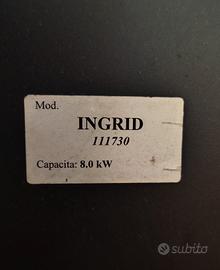 Mod.
INGRID
111730
Capacita: 8.0 kW
subito